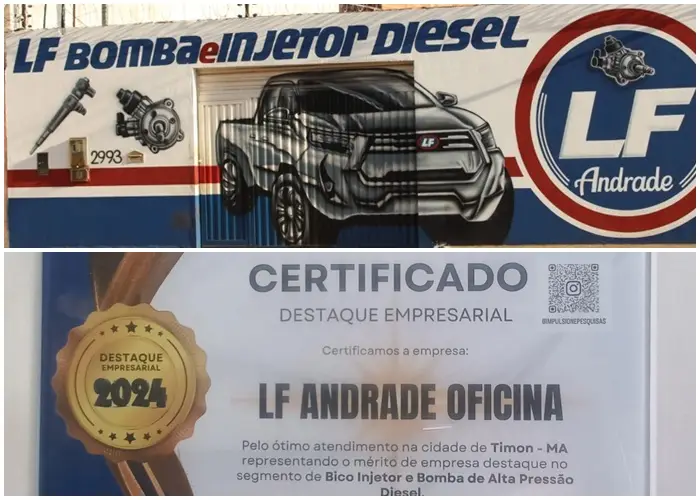 LF BOMBA e INJETOR DIESEL
2993
LF
LF
Andrade
CERTIFICADO
DESTAQUE EMPRESARIAL
@IMPULSIONEPESQUISAS
Certificamos a empresa:
DESTAQUE
EMPRESARIAL
2024
LF ANDRADE OFICINA
Pelo ótimo atendimento na cidade de Timon - MA
representando o mérito de empresa destaque no
segmento de Bico Injetor e Bomba de Alta Pressão
Diesel.